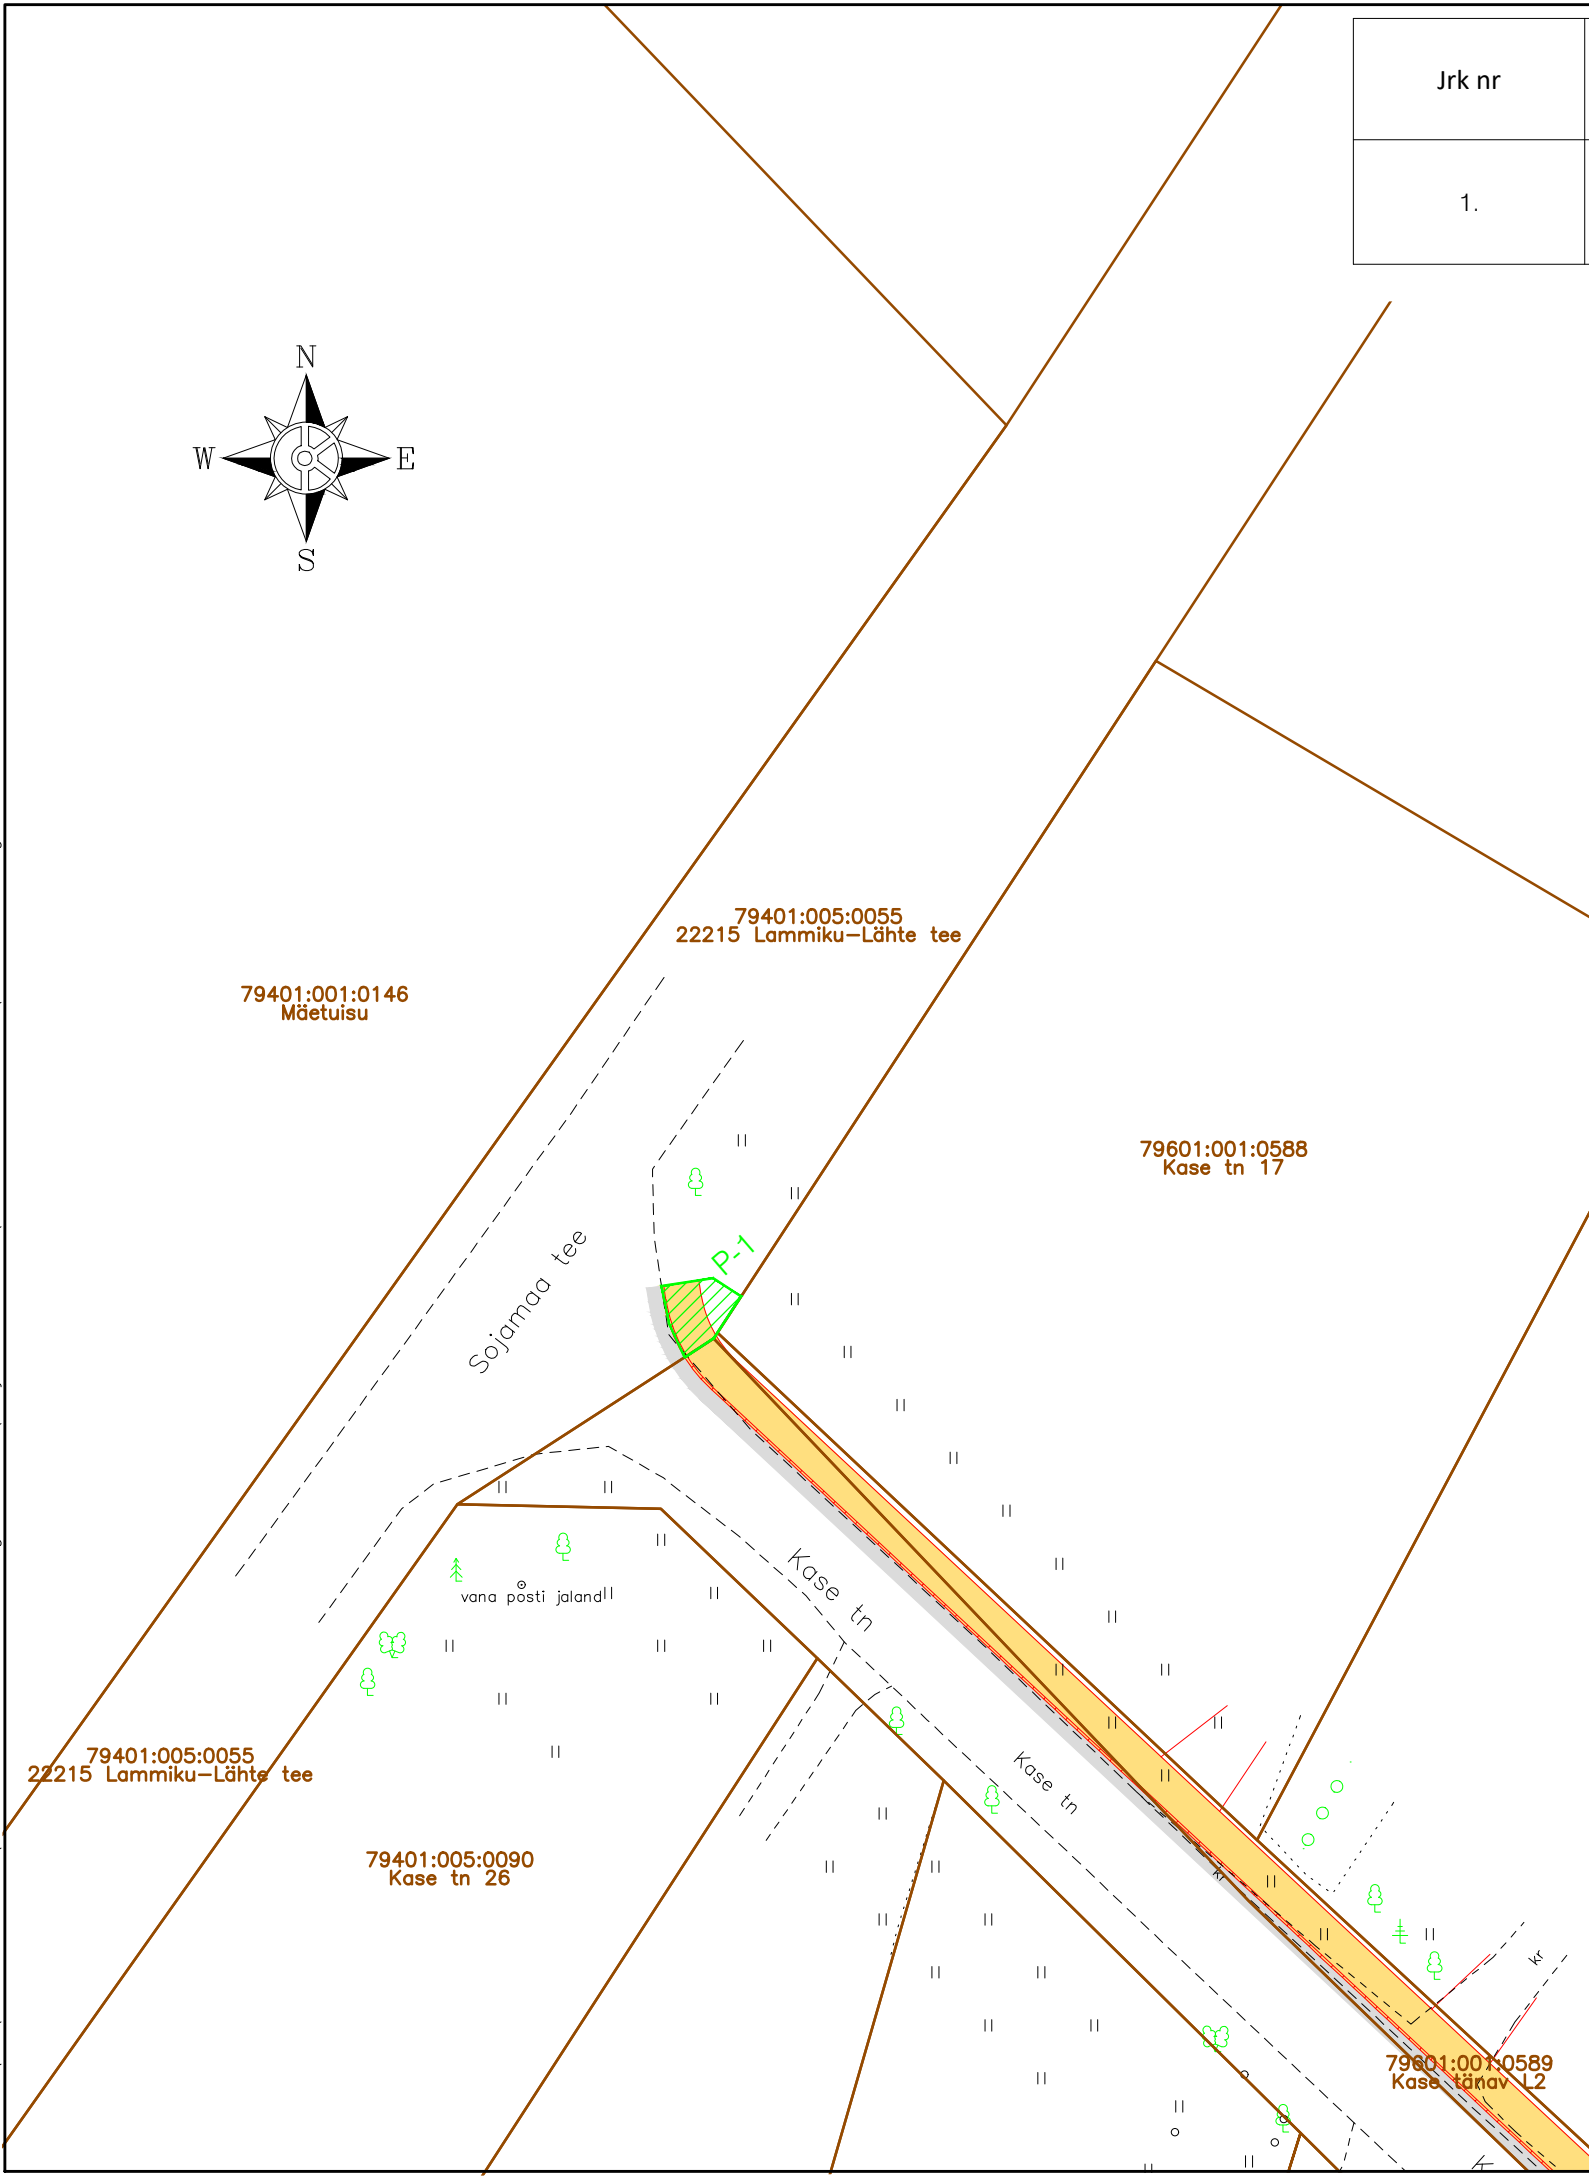 Jrk nr
1.
N
W E
S
79401:005:0055
22215 Lammiku-Lähte tee
79401:001:0146
Mäetuisu
79601:001:0588
Kase tn 17
P-1
Sojamaa tee
Kase tn
vana posti jaland
Kase tn
79401:005:0055
22215 Lammiku-Lähte tee
79401:005:0090
Kase tn 26
kr
kr
79601:001:0589
Kase tänav L2
K